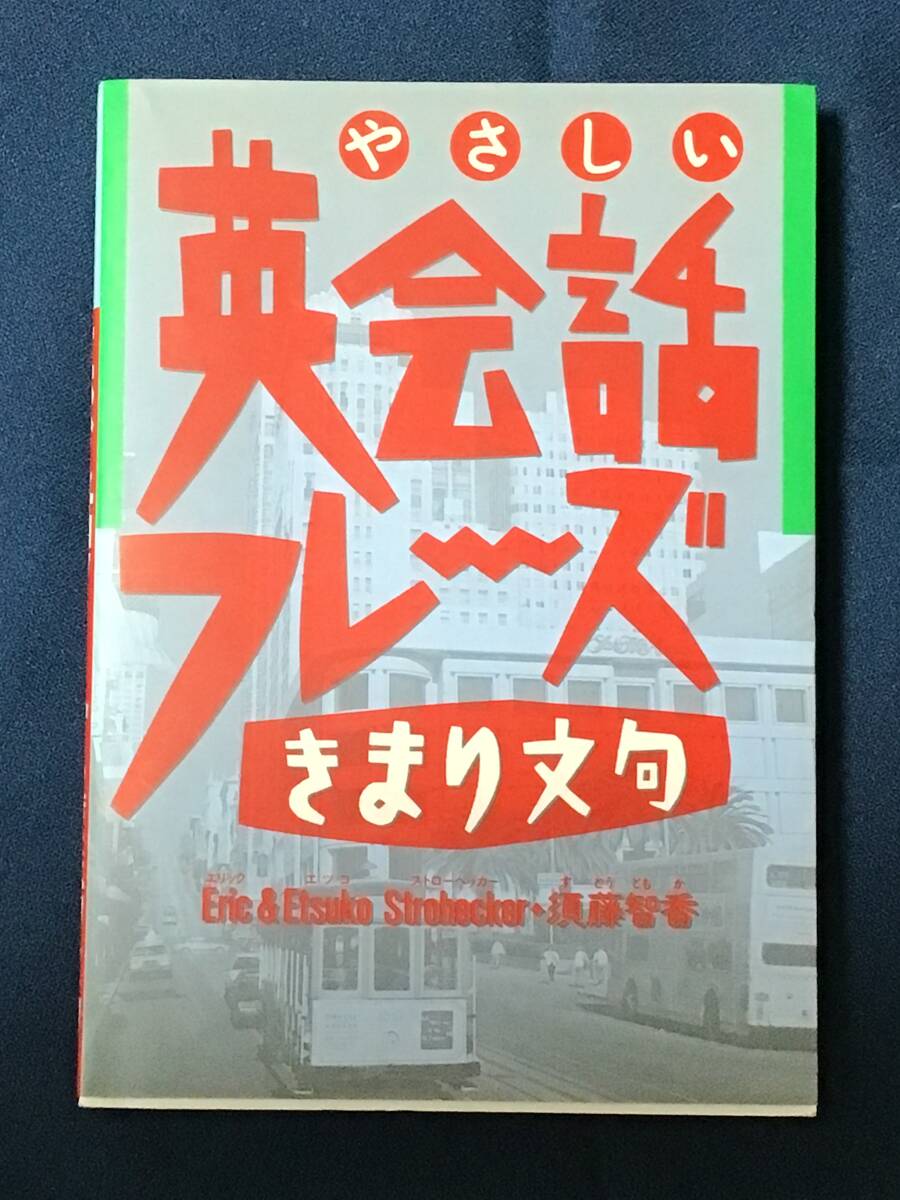 やさしい
英会話
フレーズ
きまり文句
エリック エツコ ストローヘッカー すどうともか
Eric & Etsuko Strohecker・須藤智香